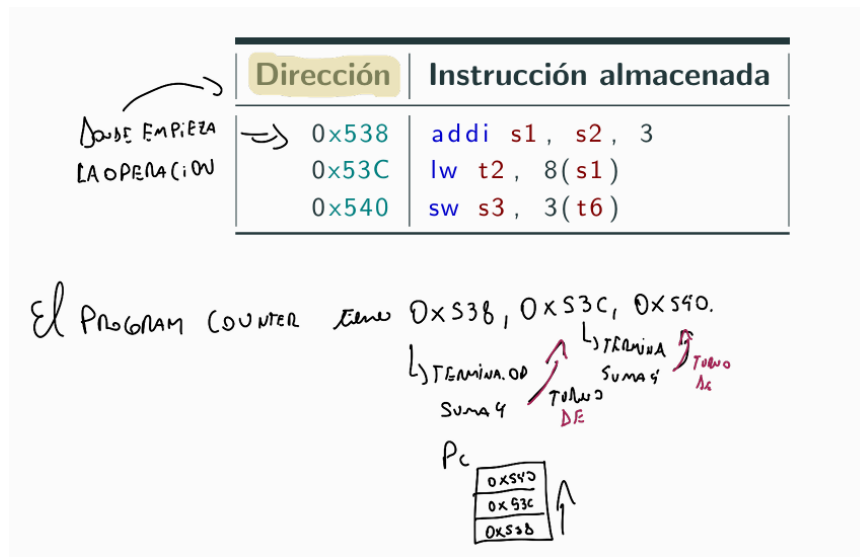 Dirección Instrucción almacenada
DONDE EMPIEZA
LA OPERACION
0x538 addi s1, s2, 3
0x53C lw t2, 8(s1)
0x540 sw s3, 3(t6)
El PROGRAM COUNTER tiene 0x538, 0x53C, 0x540.
TERMINA OP
SUMA 4
TURNO
DE
TERMINA
SUMA 4
TURNO
DE
PC
0x540
0x53C
0x538